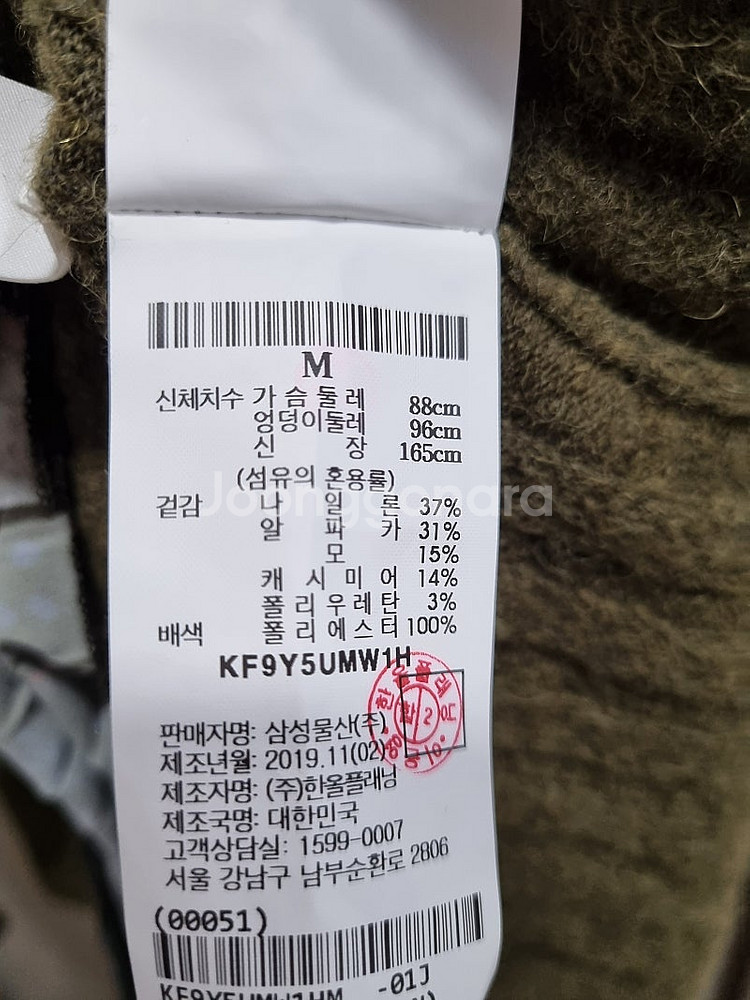 M
신체치수 가슴둘레 88cm
엉덩이둘레 96cm
신장 165cm
(섬유의 혼용률)
겉감 나일론 37%
알파카 31%
모 15%
캐시미어 14%
폴리우레탄 3%
배색 폴리에스터 100%
KF9Y5UMW1H
판매자명: 삼성물산(주)
제조년월: 2019.11(02)
제조자명: (주)한올플래닝
제조국명: 대한민국
고객상담실: 1599-0007
서울 강남구 남부순환로 2806
(00051)
KF9Y5UMW1HM -01J
Joonggonara